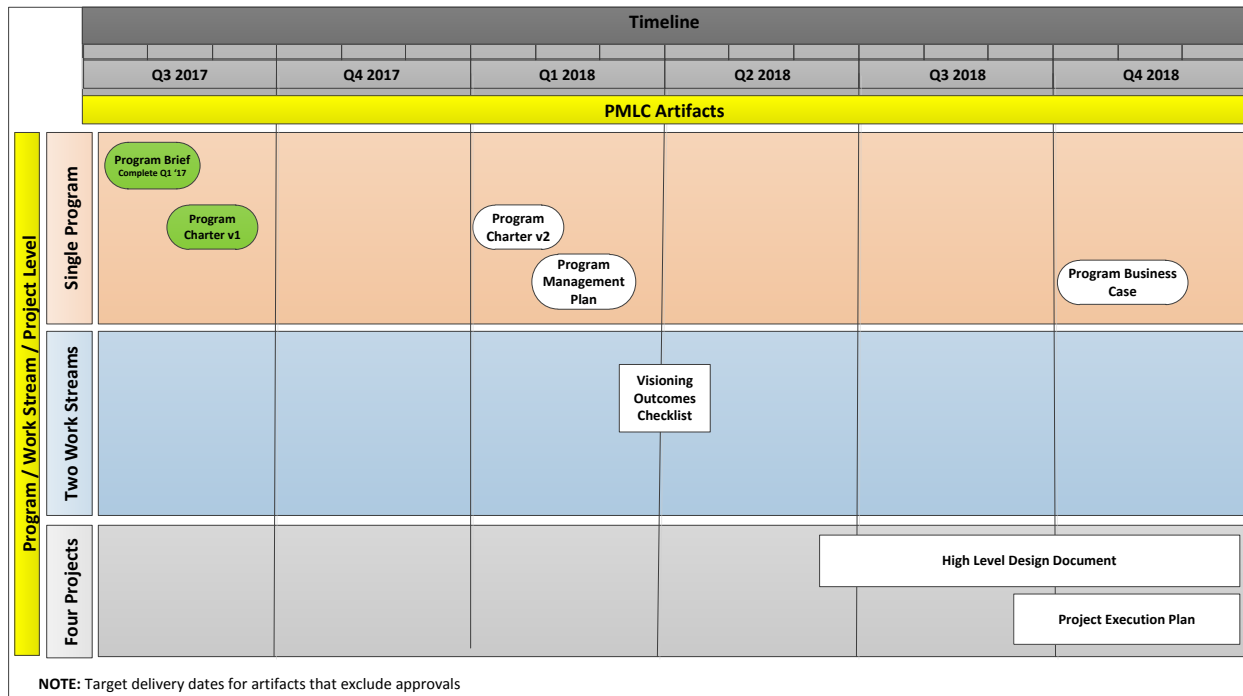 Timeline
Q3 2017
Q4 2017
Q1 2018
Q2 2018
Q3 2018
Q4 2018
PMLC Artifacts
Program / Work Stream / Project Level
Single Program
Program Brief
Complete Q1 ‘17
Program
Charter v1
Program
Charter v2
Program
Management
Plan
Program Business
Case
Two Work Streams
Visioning
Outcomes
Checklist
Four Projects
High Level Design Document
Project Execution Plan
NOTE: Target delivery dates for artifacts that exclude approvals